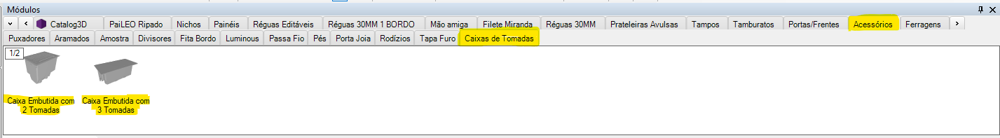 Módulos
Catalog3D PaiLEO Ripado Nichos Painéis Réguas Editáveis Réguas 30MM 1 BORDO Mão amiga Filete Miranda Réguas 30MM Prateleiras Avulsas Tampos Tamburatos Portas/Frentes Acessórios Ferragens
Puxadores Aramados Amostra Divisores Fita Bordo Luminous Passa Fio Pés Porta Joia Rodízios Tapa Furo Caixas de Tomadas
1/2
Caixa Embutida com
2 Tomadas
Caixa Embutida com
3 Tomadas